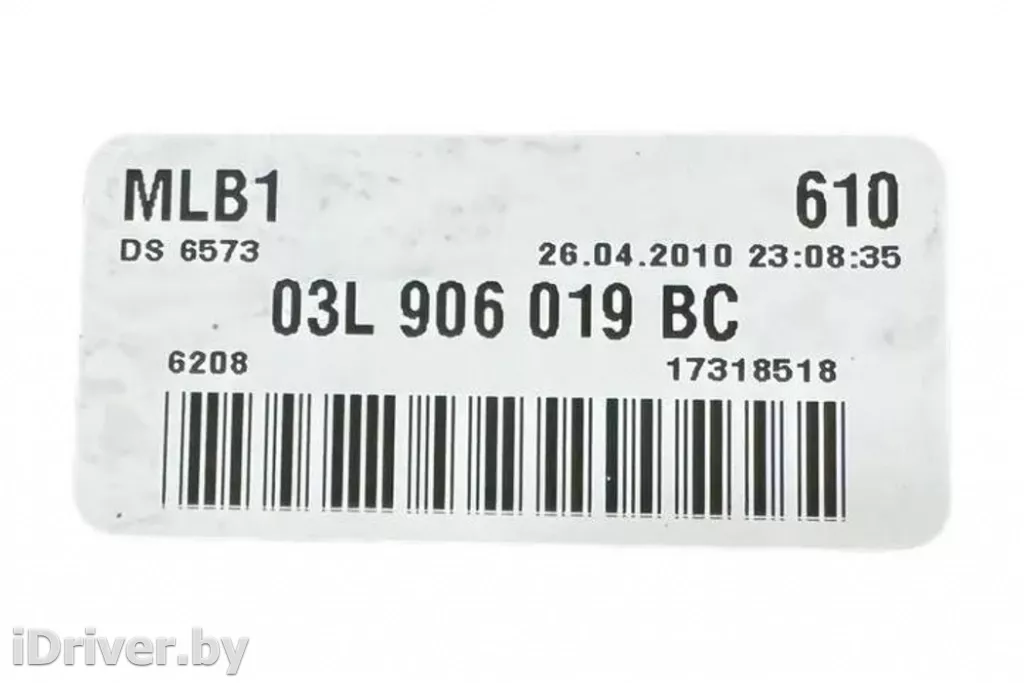 MLB1 610
DS 6573 26.04.2010 23:08:35
03L 906 019 BC
6208 17318518
iDriver.by